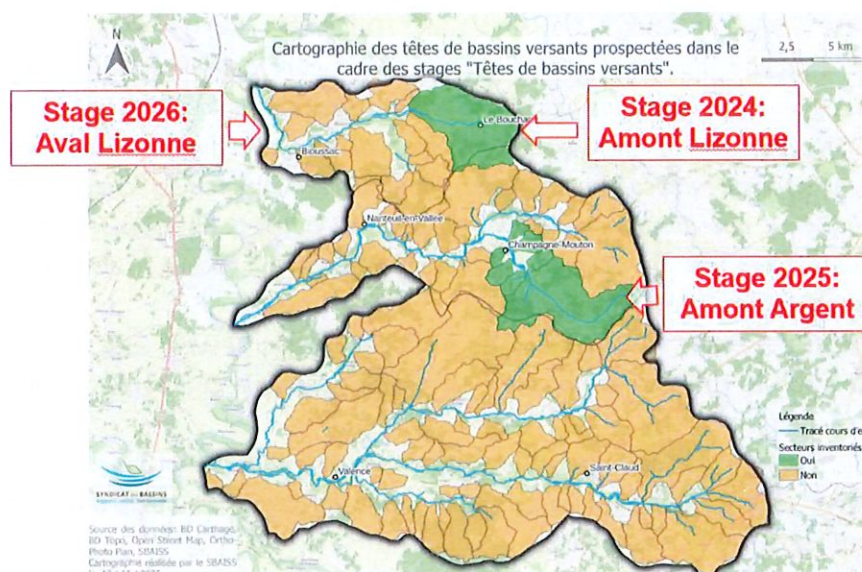 N
Cartographie des têtes de bassins versants prospectées dans le
cadre des stages "Têtes de bassins versants".
2,5 5 km
Stage 2026:
Aval Lizonne
Stage 2024:
Amont Lizonne
Le Bouchage
Bioussac
Nanteuil-en-Vallée
Champagne-Mouton
Stage 2025:
Amont Argent
Légende
Tracé cours d'e
Secteurs inventoriés
Oui
Non
Valence
Saint-Claud
SYNDICAT DU BASSINS
Source des données: BD Carthage,
BD Topo, Open Street Map, Ortho-
Photo Plan, SBAISS
Cartographie réalisée par le SBAISS